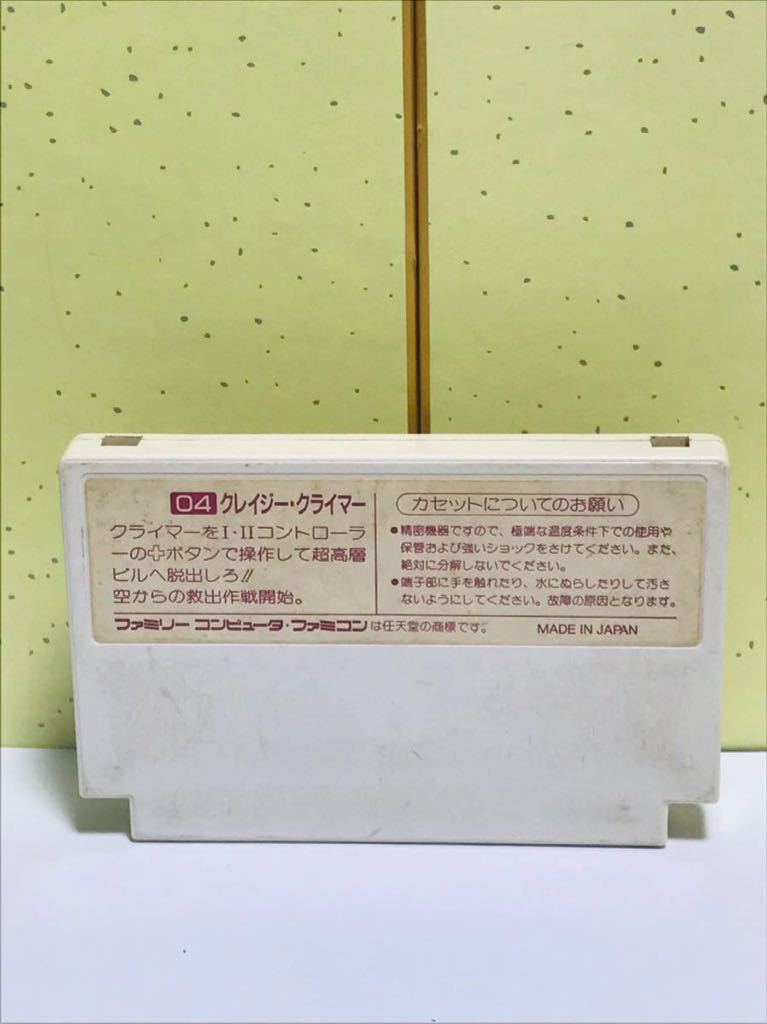 04 クレイジー・クライマー
クライマーをI・IIコントローラ
ーの✚ボタンで操作して超高層
ビルへ脱出しろ!!
空からの救出作戦開始。
カセットについてのお願い
●精密機器ですので、極端な温度条件下での使用や
保管および強いショックをさけてください。また、
絶対に分解しないでください。
●端子部に手を触れたり、水にぬらしたりして汚さ
ないようにしてください。故障の原因となります。
ファミリー コンピュータ・ファミコンは任天堂の商標です。
MADE IN JAPAN